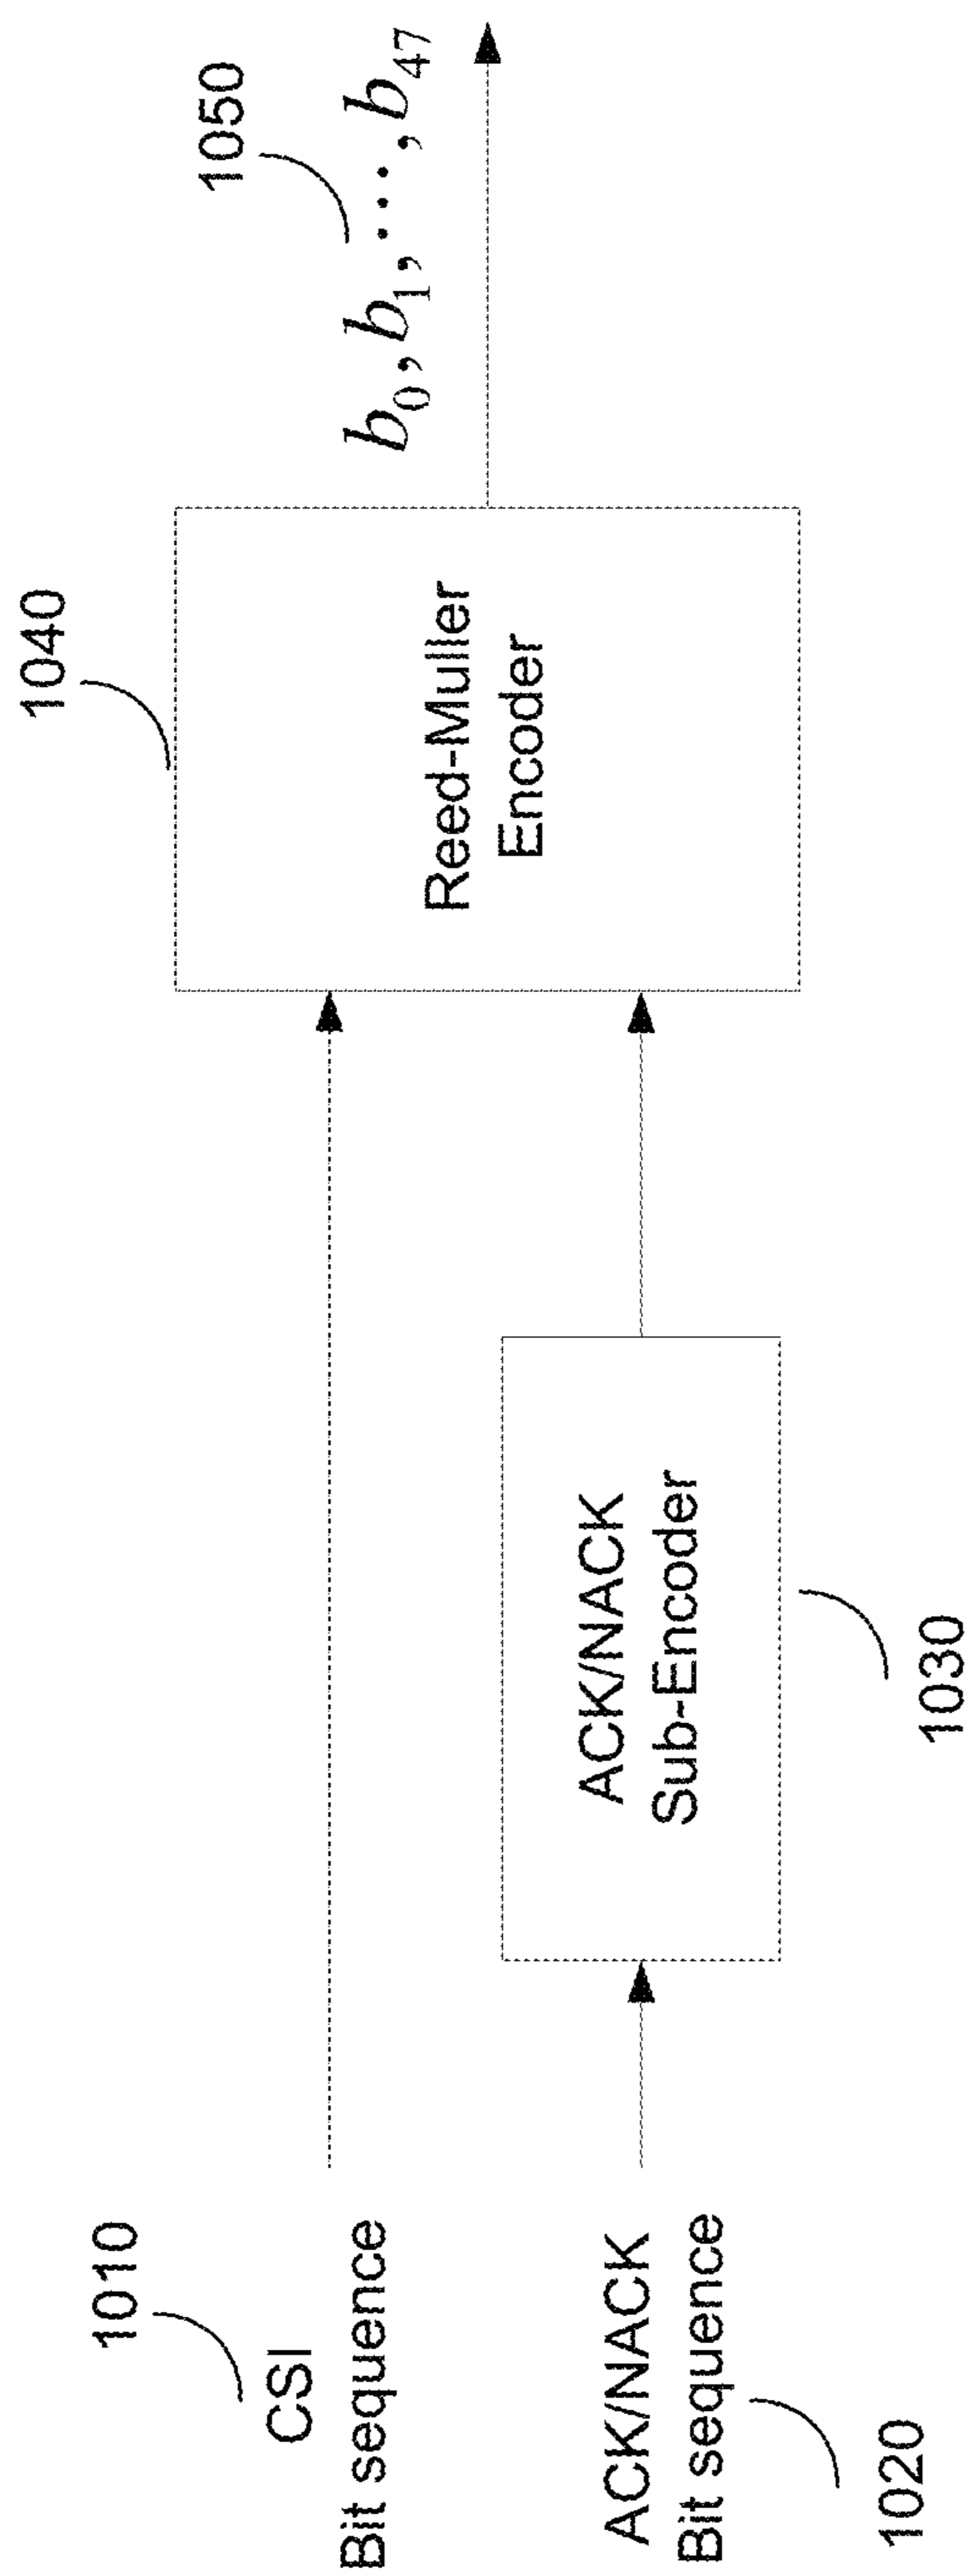 1010
CSI
Bit sequence
ACK/NACK
Bit sequence
1020
ACK/NACK
Sub-Encoder
1030
1040
Reed-Muller
Encoder
1050
b₀, b₁, ⋯, b₄₇